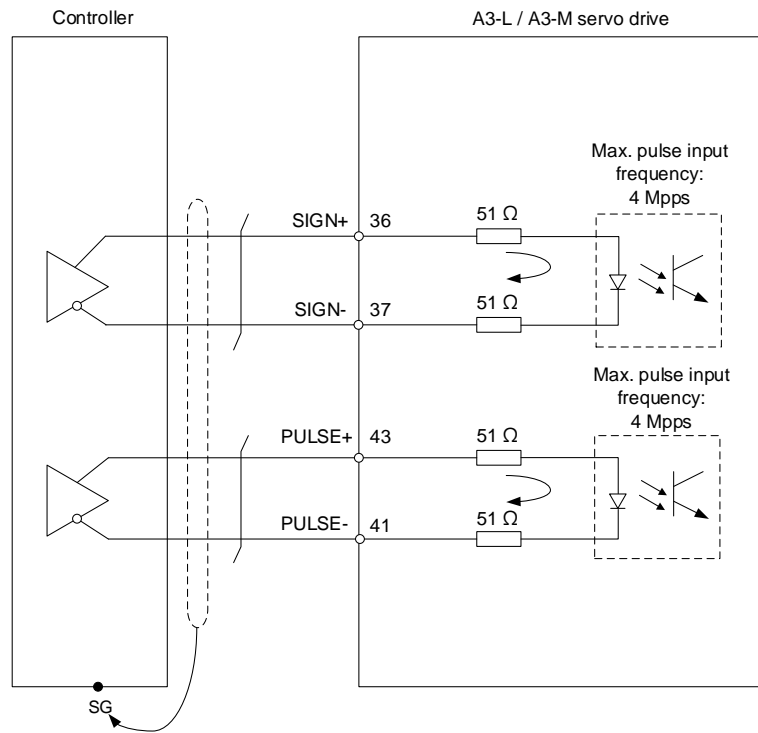 Controller
A3-L / A3-M servo drive
Max. pulse input
frequency:
4 Mpps
SIGN+
36
51 Ω
SIGN-
37
51 Ω
Max. pulse input
frequency:
4 Mpps
PULSE+
43
51 Ω
PULSE-
41
51 Ω
SG